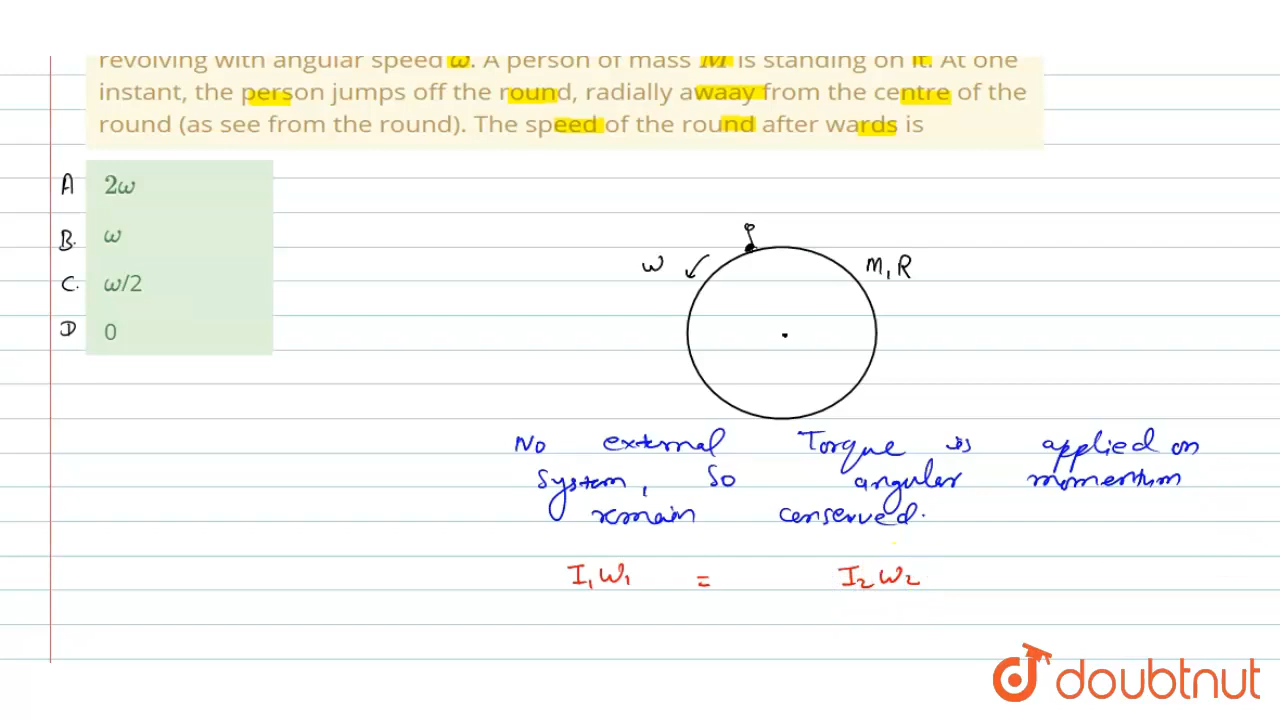 revolving with angular speed ω. A person of mass M is standing on it. At one
instant, the person jumps off the round, radially awaay from the centre of the
round (as see from the round). The speed of the round after wards is
A 2ω
B. ω
C. ω/2
D 0
ω
M, R
No external Torque is applied on
system, So angular momentum
remain conserved.
I₁ω₁ = I₂ω₂
doubtnut